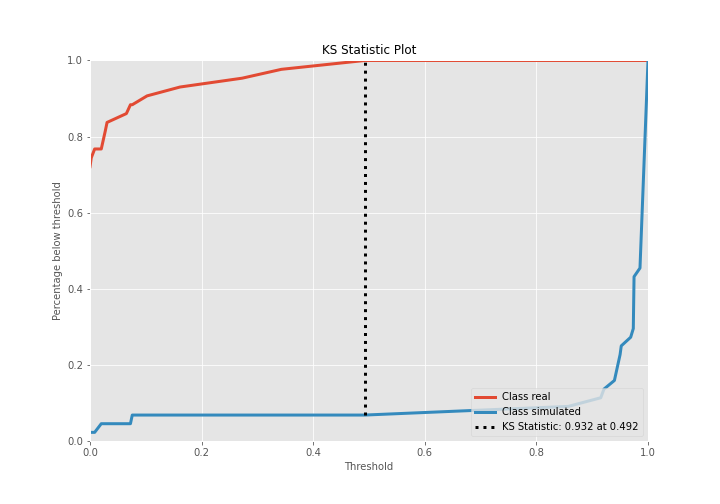 KS Statistic Plot
Percentage below threshold
1.0
0.8
0.6
0.4
0.2
0.0
0.0 0.2 0.4 0.6 0.8 1.0
Threshold
Class real
Class simulated
KS Statistic: 0.932 at 0.492